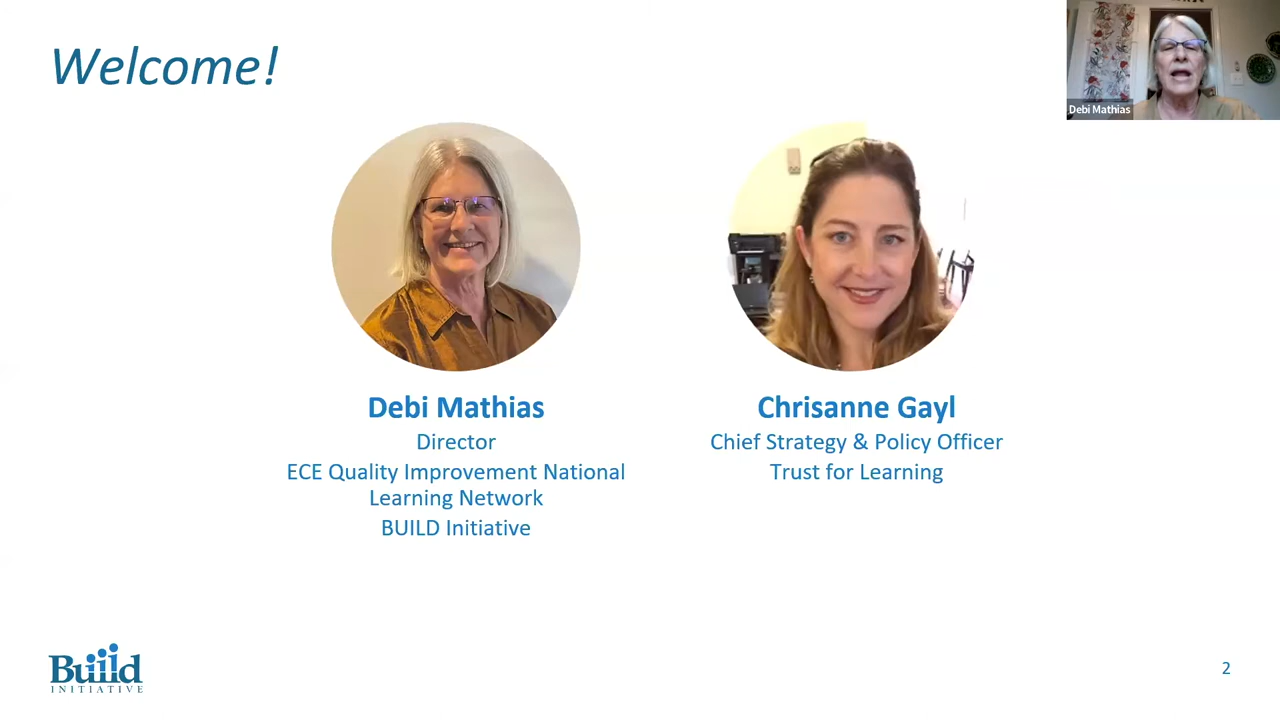 Welcome!
Debi Mathias
Debi Mathias
Director
ECE Quality Improvement National
Learning Network
BUILD Initiative
Chrisanne Gayl
Chief Strategy & Policy Officer
Trust for Learning
Build
INITIATIVE
2